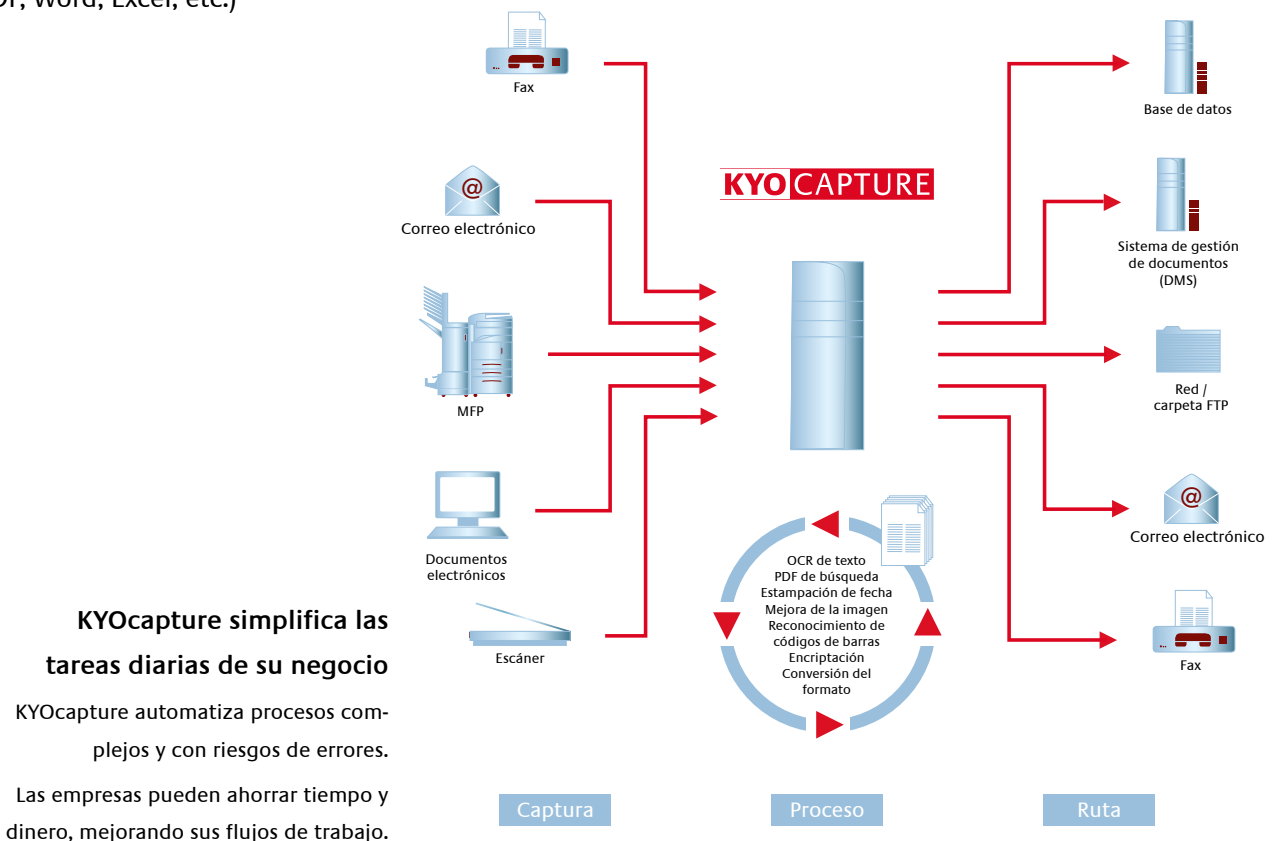 Word, Excel, etc.)
Fax
Correo electrónico
MFP
Documentos
electrónicos
Escáner
KYOcapture simplifica las
tareas diarias de su negocio
KYOcapture automatiza procesos com-
plejos y con riesgos de errores.
Las empresas pueden ahorrar tiempo y
dinero, mejorando sus flujos de trabajo.
KYOCAPTURE
OCR de texto
PDF de búsqueda
Estampación de fecha
Mejora de la imagen
Reconocimiento de
códigos de barras
Encriptación
Conversión del
formato
Base de datos
Sistema de gestión
de documentos
(DMS)
Red /
carpeta FTP
Correo electrónico
Fax
Captura
Proceso
Ruta